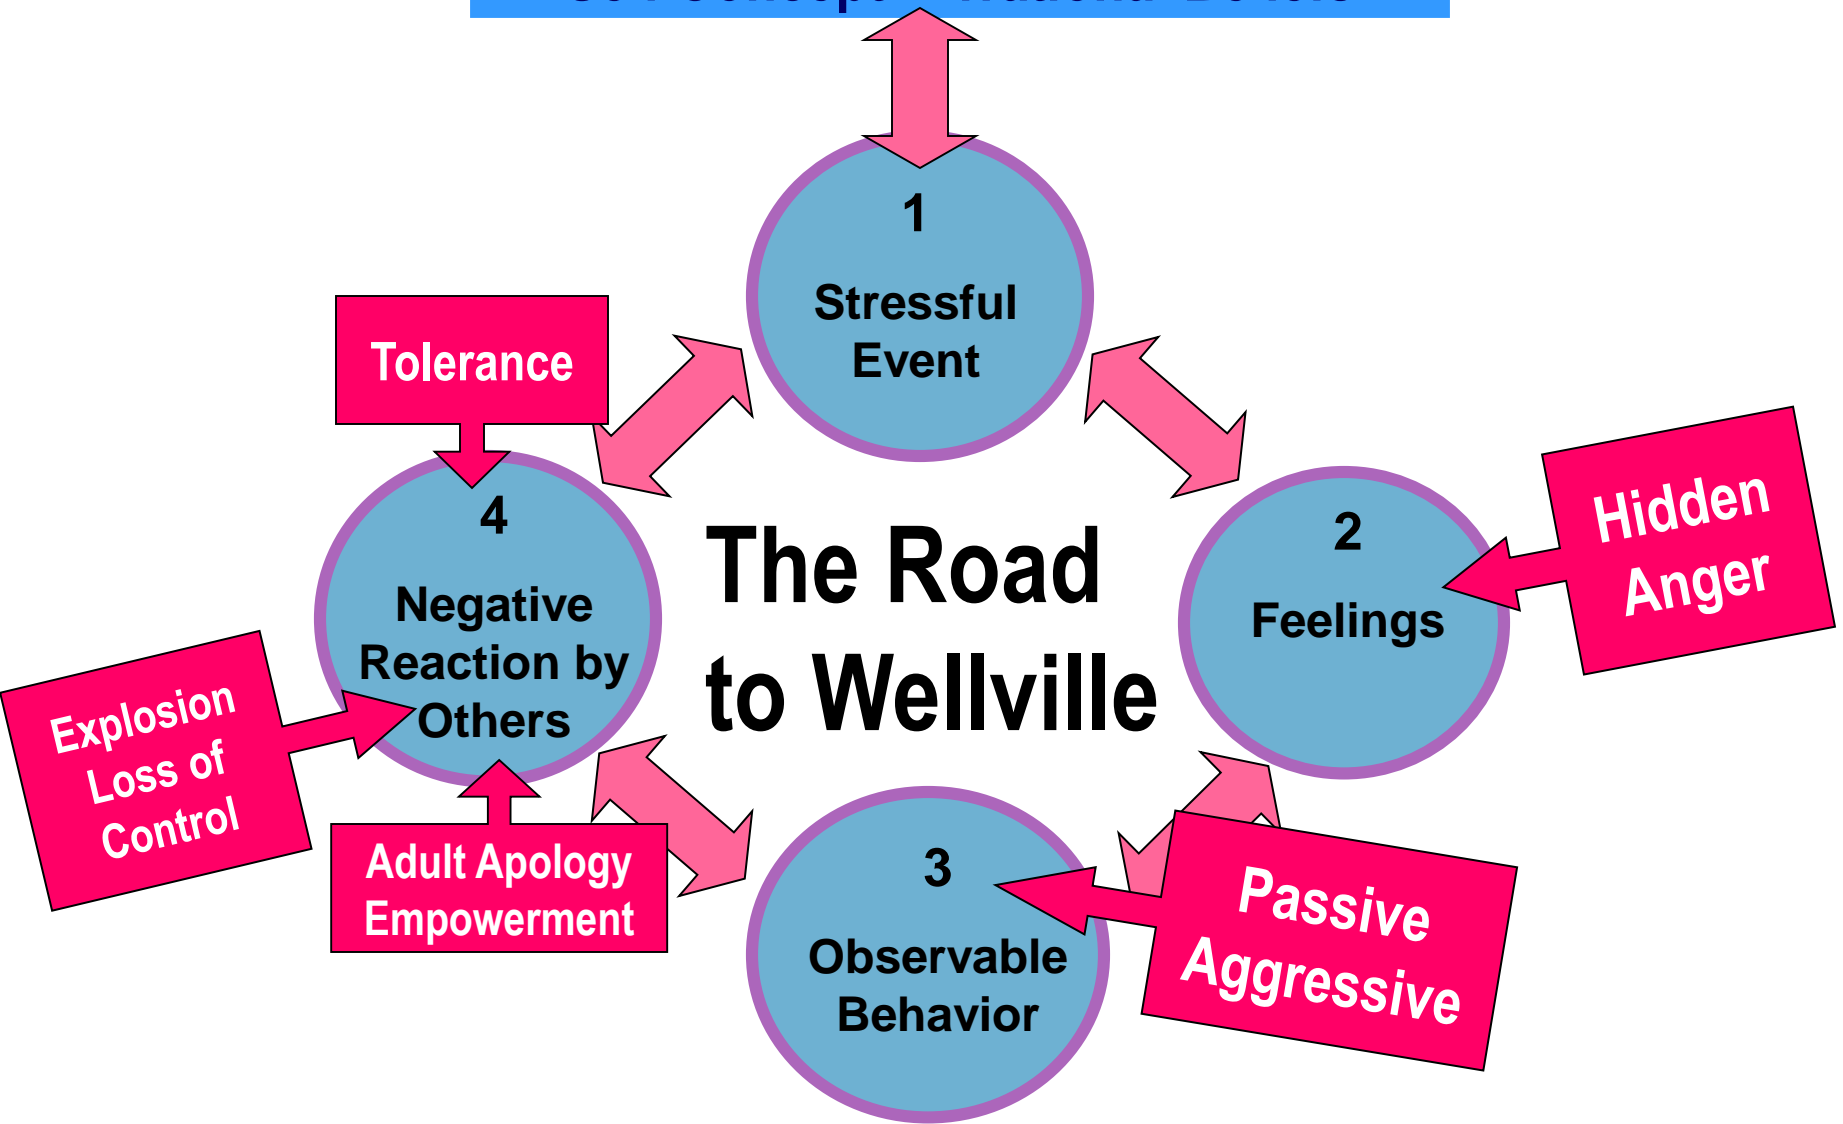 1
Stressful
Event
Tolerance
4
Negative
Reaction by
Others
The Road
to Wellville
2
Feelings
Hidden
Anger
Explosion
Loss of
Control
Adult Apology
Empowerment
3
Observable
Behavior
Passive
Aggressive